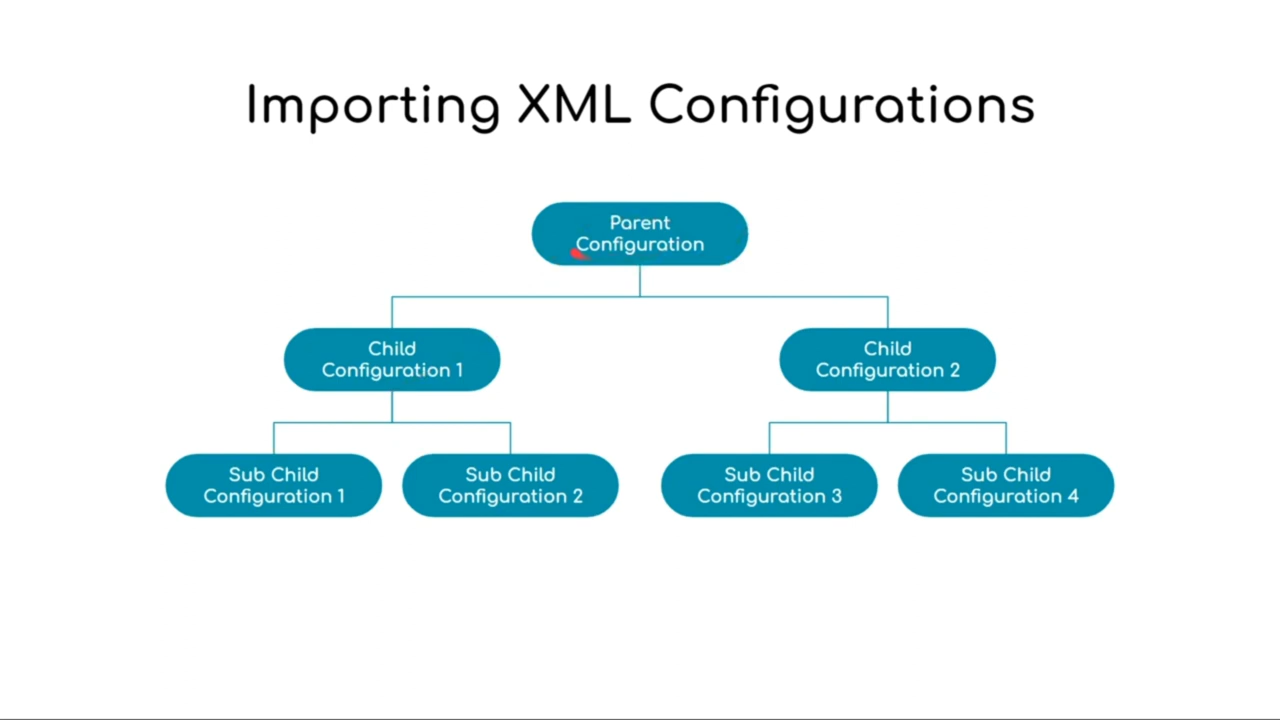 Importing XML Configurations
Parent
Configuration
Child
Configuration 1
Child
Configuration 2
Sub Child
Configuration 1
Sub Child
Configuration 2
Sub Child
Configuration 3
Sub Child
Configuration 4